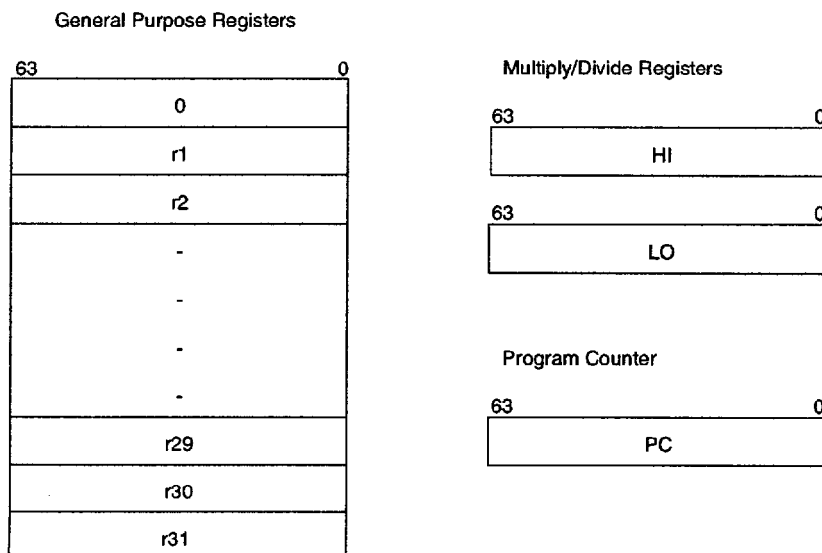 General Purpose Registers
63 0
0
r1
r2
-
-
-
-
r29
r30
r31
Multiply/Divide Registers
63 0
HI
63 0
LO
Program Counter
63 0
PC